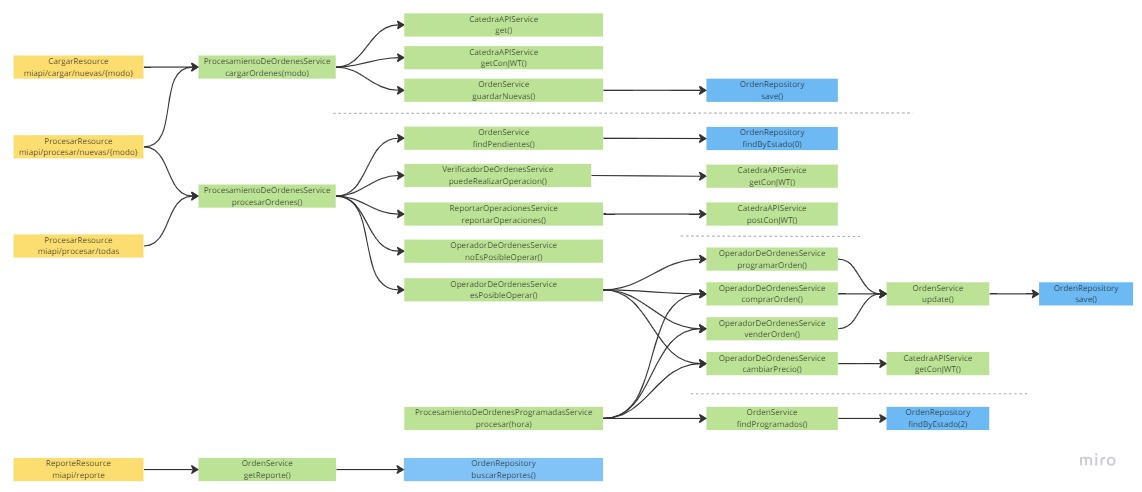 CatedraAPIService
get()
CargarResource
miapi/cargar/nuevas/{modo}
ProcesamientoDeOrdenesService
cargarOrdenes(modo)
CatedraAPIService
getConJWT()
OrdenService
guardarNuevas()
OrdenRepository
save()
ProcesarResource
miapi/procesar/nuevas/{modo}
OrdenService
findPendientes()
OrdenRepository
findByEstado(0)
VerificadorDeOrdenesService
puedeRealizarOperacion()
CatedraAPIService
getConJWT()
ProcesamientoDeOrdenesService
procesarOrdenes()
ReportarOperacionesService
reportarOperaciones()
CatedraAPIService
postConJWT()
ProcesarResource
miapi/procesar/todas
OperadorDeOrdenesService
noEsPosibleOperar()
OperadorDeOrdenesService
programarOrden()
OperadorDeOrdenesService
esPosibleOperar()
OperadorDeOrdenesService
comprarOrden()
OrdenService
update()
OrdenRepository
save()
OperadorDeOrdenesService
venderOrden()
OperadorDeOrdenesService
cambiarPrecio()
CatedraAPIService
getConJWT()
ProcesamientoDeOrdenesProgramadasService
procesar(hora)
OrdenService
findProgramados()
OrdenRepository
findByEstado(2)
ReporteResource
miapi/reporte
OrdenService
getReporte()
OrdenRepository
buscarReportes()
miro